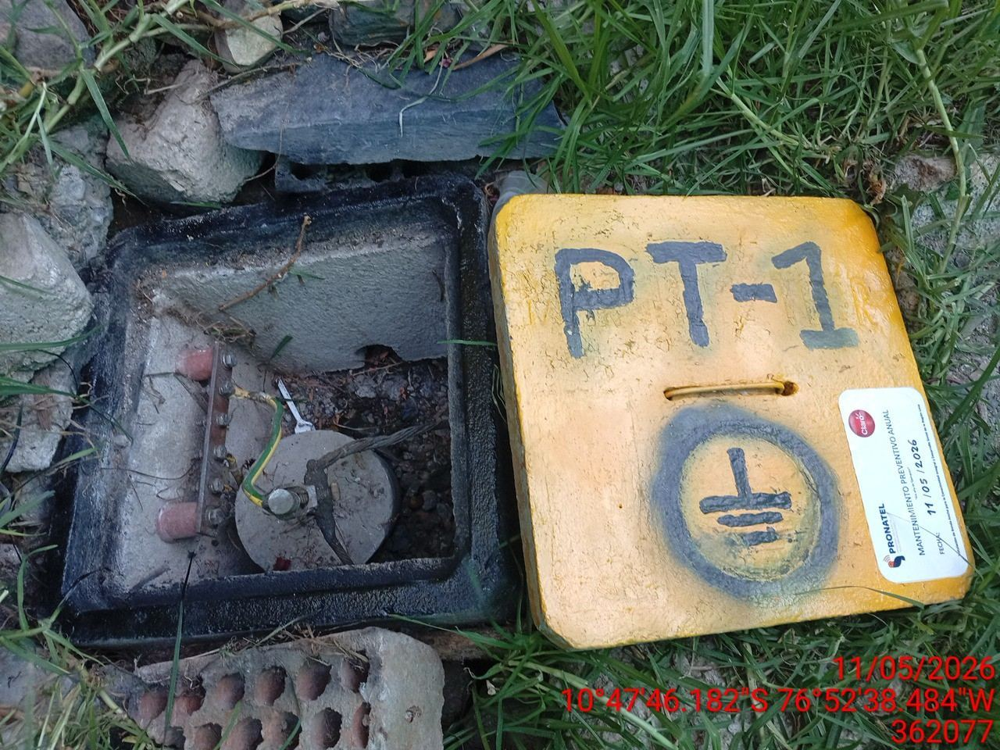 PT-1
Claro
PRONATEL
MANTENIMIENTO PREVENTIVO ANUAL
FECHA: 11/05/2026
11/05/2026
10°47'46.182"S 76°52'38.484"W
362077